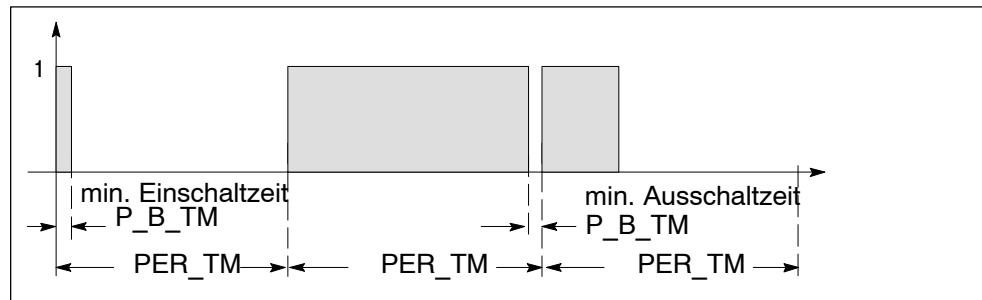 1
min. Einschaltzeit
P_B_TM
min. Ausschaltzeit
P_B_TM
PER_TM
PER_TM
PER_TM